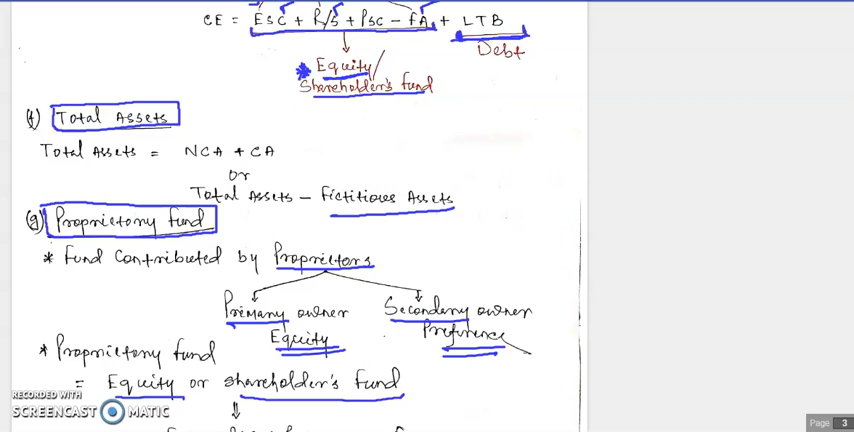 CE = ESC + R/S + PSC - FA + LTB
Debt
Equity/
Shareholder's fund
(f) Total Assets
Total Assets = NCA + CA
Or
Total Assets - Fictitious Assets
(g) Proprietory Fund
* Fund Contributed by Proprietors
Primary owner Secondary owner
Equity Preference
* Proprietory fund
= Equity or shareholder's Fund
RECORDED WITH
SCREENCAST MATIC
Page 3